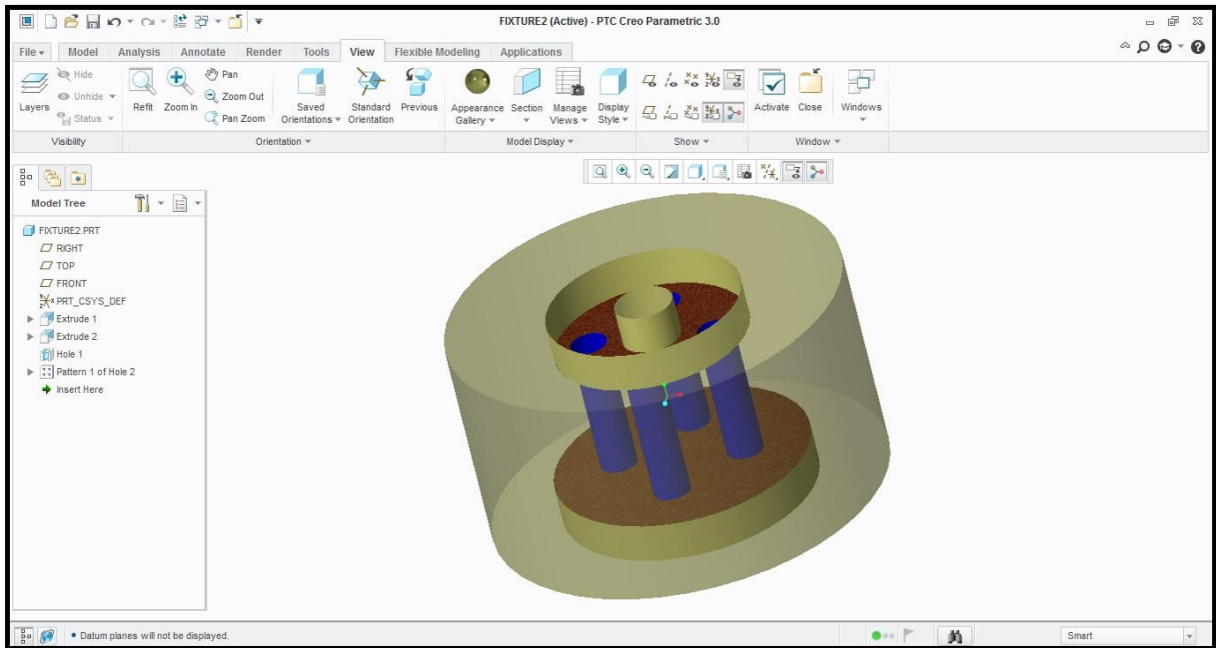 FIXTURE2 (Active) - PTC Creo Parametric 3.0
File Model Analysis Annotate Render Tools View Flexible Modeling Applications
Layers
Hide
Unhide
Status
Refit
Zoom In
Pan
Zoom Out
Pan Zoom
Saved
Orientations
Standard
Orientation
Previous
Appearance
Gallery
Section
Manage
Views
Display
Style
Activate
Close
Windows
Visibility Orientation Model Display Show Window
Model Tree
FIXTURE2.PRT
RIGHT
TOP
FRONT
PRT_CSYS_DEF
Extrude 1
Extrude 2
Hole 1
Pattern 1 of Hole 2
Insert Here
• Datum planes will not be displayed.
Smart